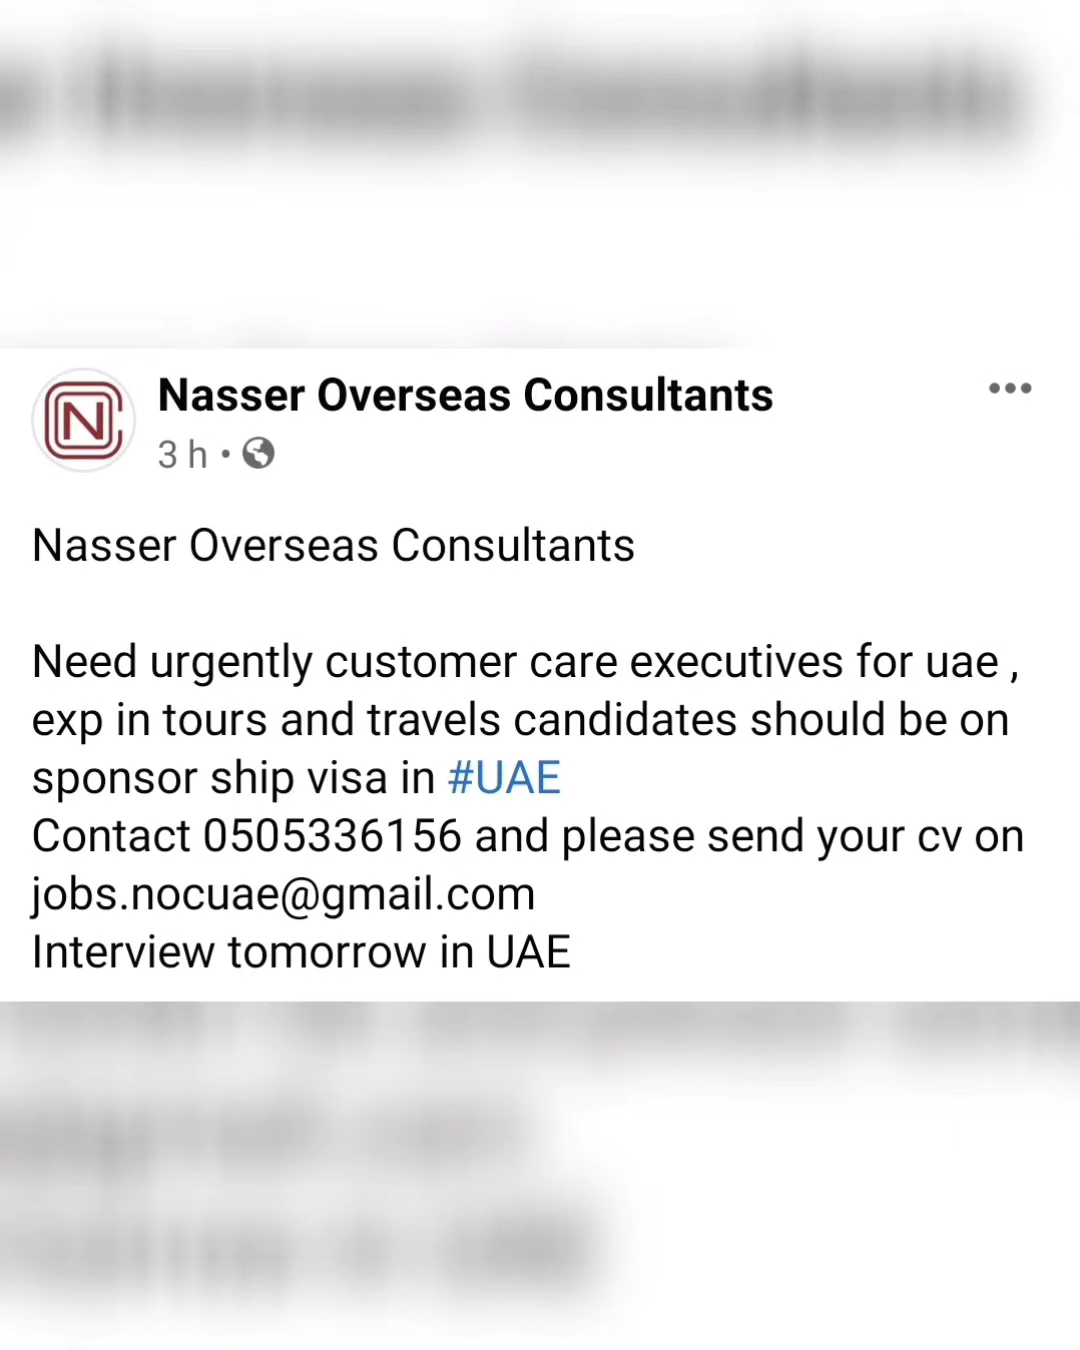 Nasser Overseas Consultants
3 h •
Nasser Overseas Consultants
Need urgently customer care executives for uae ,
exp in tours and travels candidates should be on
sponsor ship visa in #UAE
Contact 0505336156 and please send your cv on
jobs.nocuae@gmail.com
Interview tomorrow in UAE